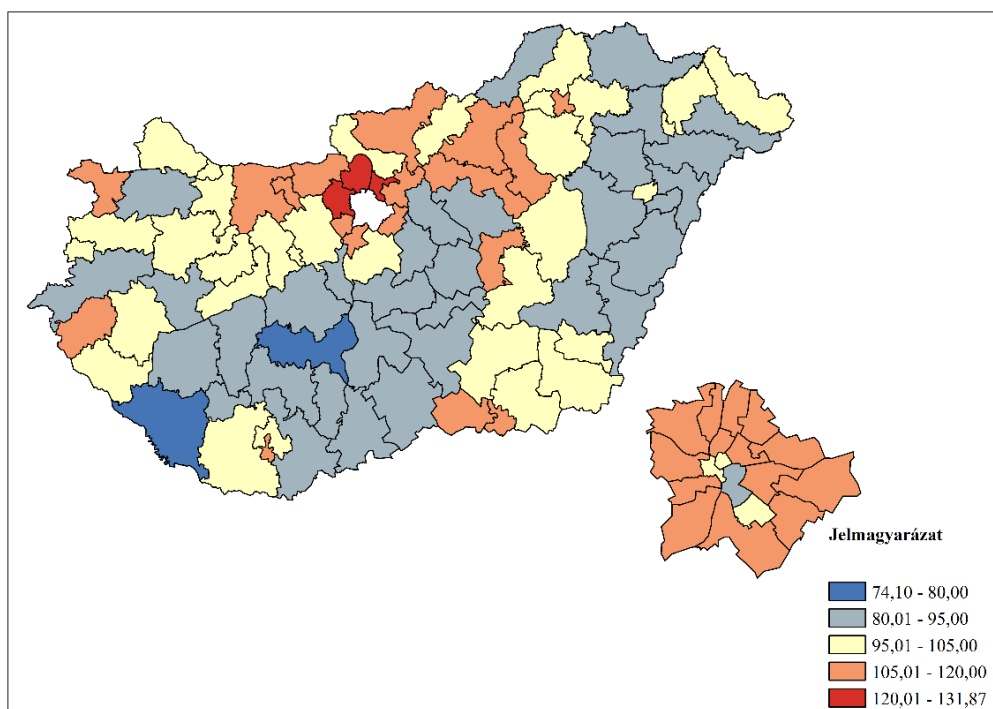 Jelmagyarázat
74,10 - 80,00
80,01 - 95,00
95,01 - 105,00
105,01 - 120,00
120,01 - 131,87